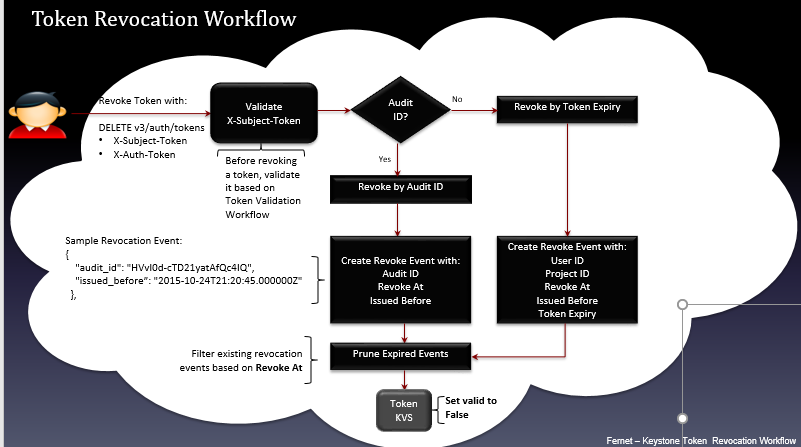 Token Revocation Workflow
Revoke Token with:
DELETE v3/auth/tokens
• X-Subject-Token
• X-Auth-Token
Validate
X-Subject-Token
Before revoking
a token, validate
it based on
Token Validation
Workflow
Audit
ID?
No
Yes
Revoke by Token Expiry
Revoke by Audit ID
Sample Revocation Event:
{
"audit_id": "HVvI0d-cTD21yatAfQc4IQ",
"issued_before": "2015-10-24T21:20:45.000000Z"
},
Create Revoke Event with:
Audit ID
Revoke At
Issued Before
Create Revoke Event with:
User ID
Project ID
Revoke At
Issued Before
Token Expiry
Filter existing revocation
events based on Revoke At
Prune Expired Events
Token
KVS
Set valid to
False
Fernet – Keystone Token Revocation Workflow